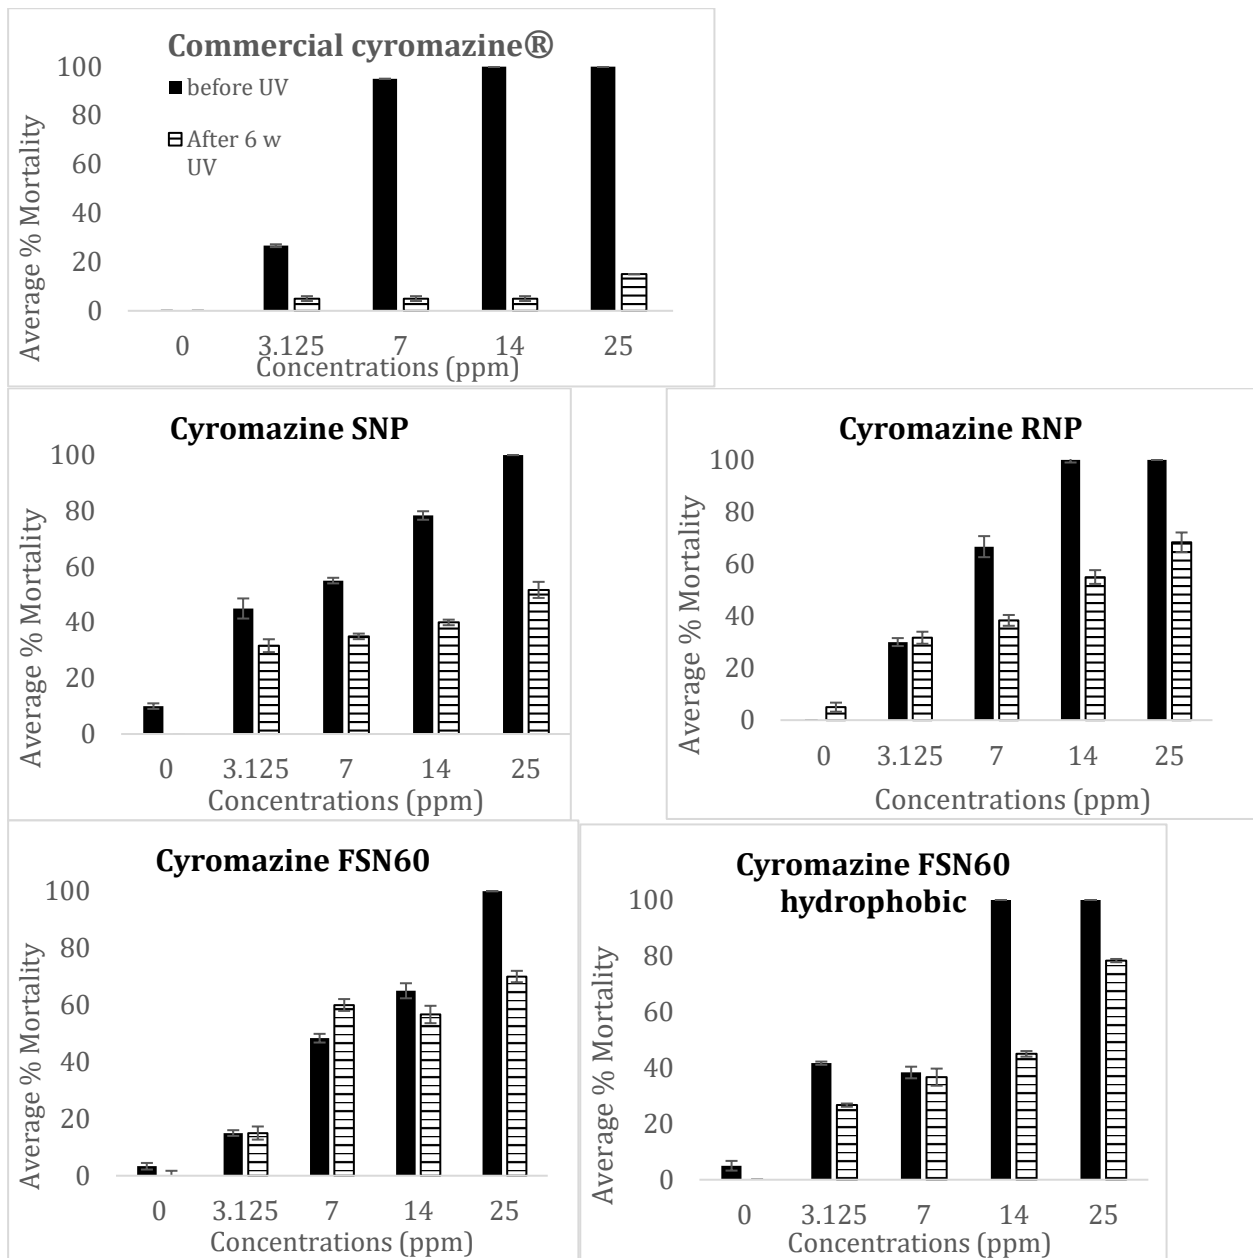 Commercial cyromazine®
before UV
After 6 w
UV
Average % Mortality
100
80
60
40
20
0
0 3.125 7 14 25
Concentrations (ppm)
Cyromazine SNP
Average % Mortality
100
80
60
40
20
0
0 3.125 7 14 25
Concentrations (ppm)
Cyromazine RNP
Average % Mortality
100
80
60
40
20
0
0 3.125 7 14 25
Concentrations (ppm)
Cyromazine FSN60
Average % Mortality
100
80
60
40
20
0
0 3.125 7 14 25
Concentrations (ppm)
Cyromazine FSN60
hydrophobic
Average % Mortality
100
80
60
40
20
0
0 3.125 7 14 25
Concentrations (ppm)